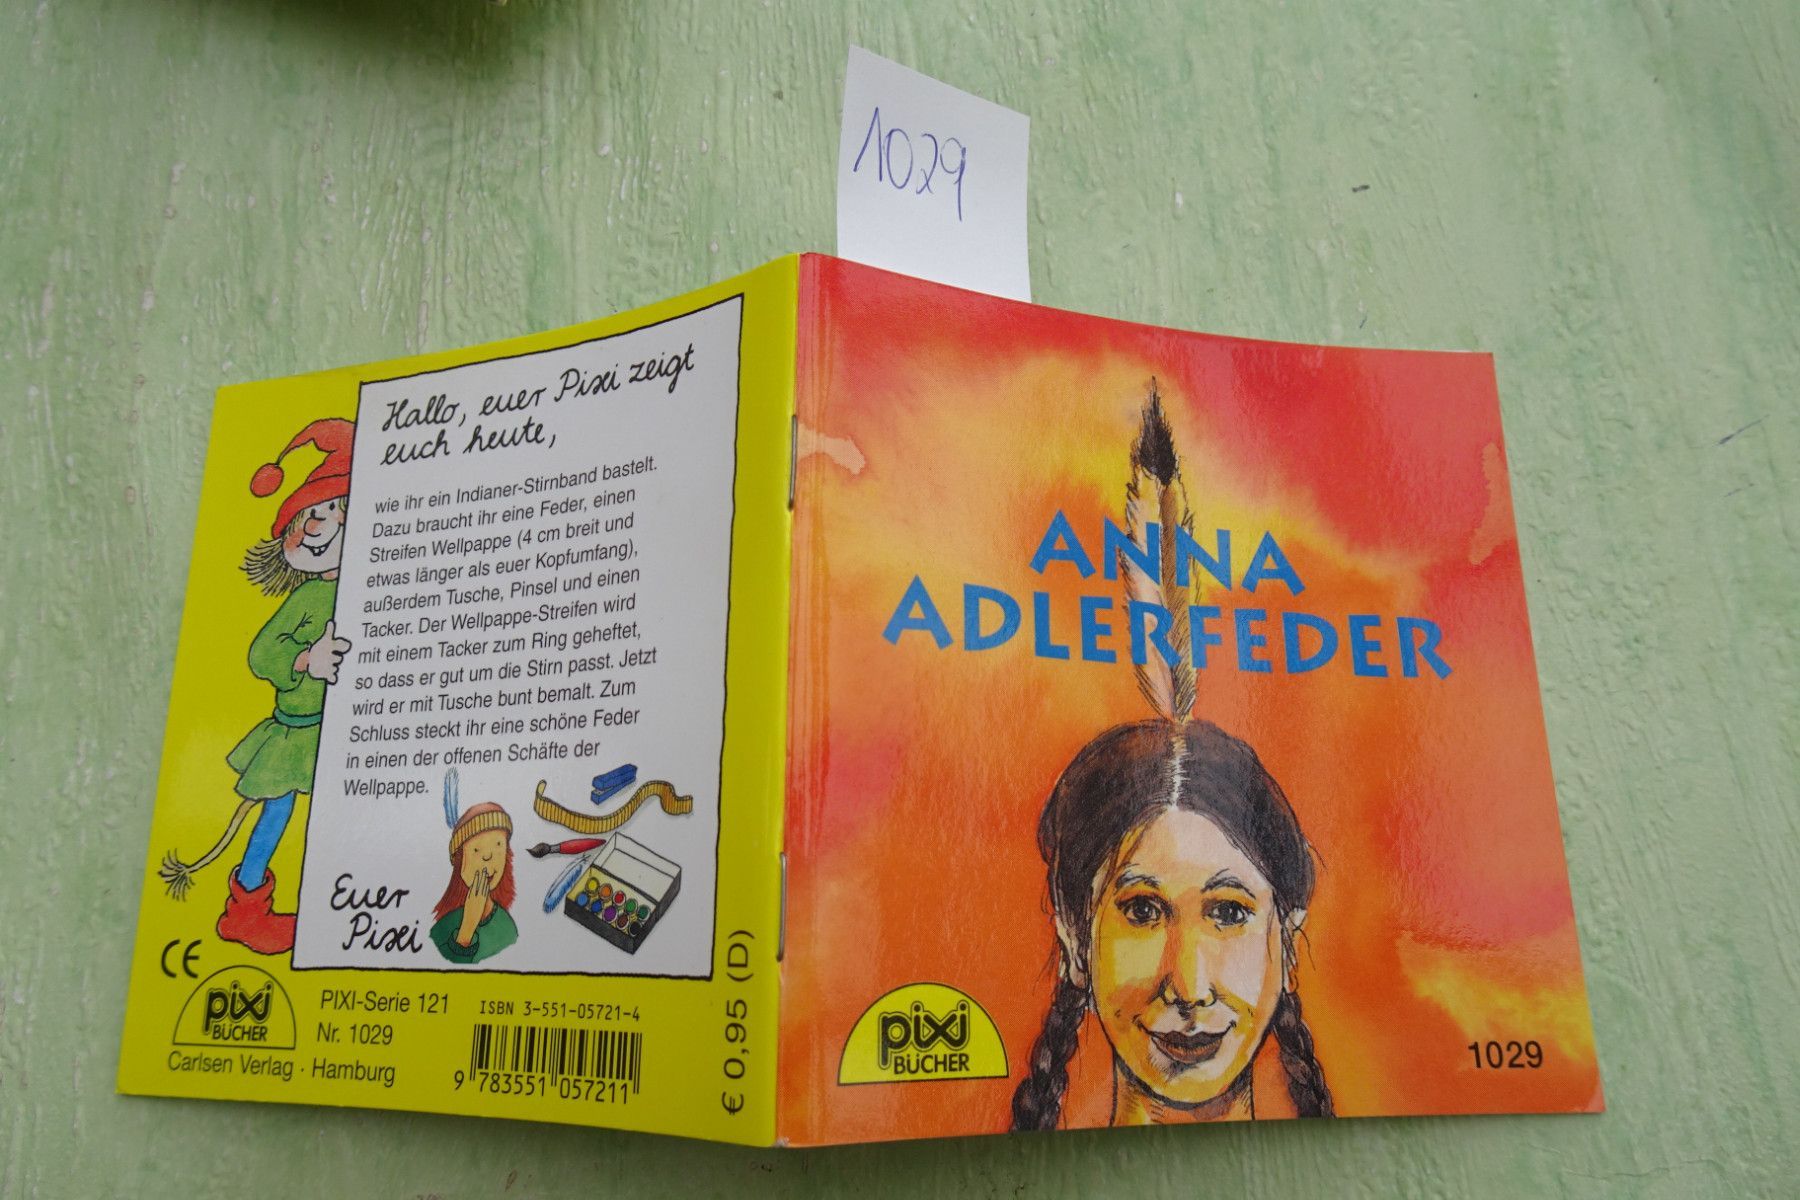 1029
Hallo, euer Pixi zeigt
euch heute,
wie ihr ein Indianer-Stirnband bastelt.
Dazu braucht ihr eine Feder, einen
Streifen Wellpappe (4 cm breit und
etwas länger als euer Kopfumfang),
außerdem Tusche, Pinsel und einen
Tacker. Der Wellpappe-Streifen wird
mit einem Tacker zum Ring geheftet,
so dass er gut um die Stirn passt. Jetzt
wird er mit Tusche bunt bemalt. Zum
Schluss steckt ihr eine schöne Feder
in einen der offenen Schäfte der
Wellpappe.
Euer
Pixi
CE
pixi
BÜCHER
PIXI-Serie 121
Nr. 1029
Carlsen Verlag · Hamburg
ISBN 3-551-05721-4
9 783551 057211
€ 0,95 (D)
ANNA
ADLERFEDER
pixi
BÜCHER
1029